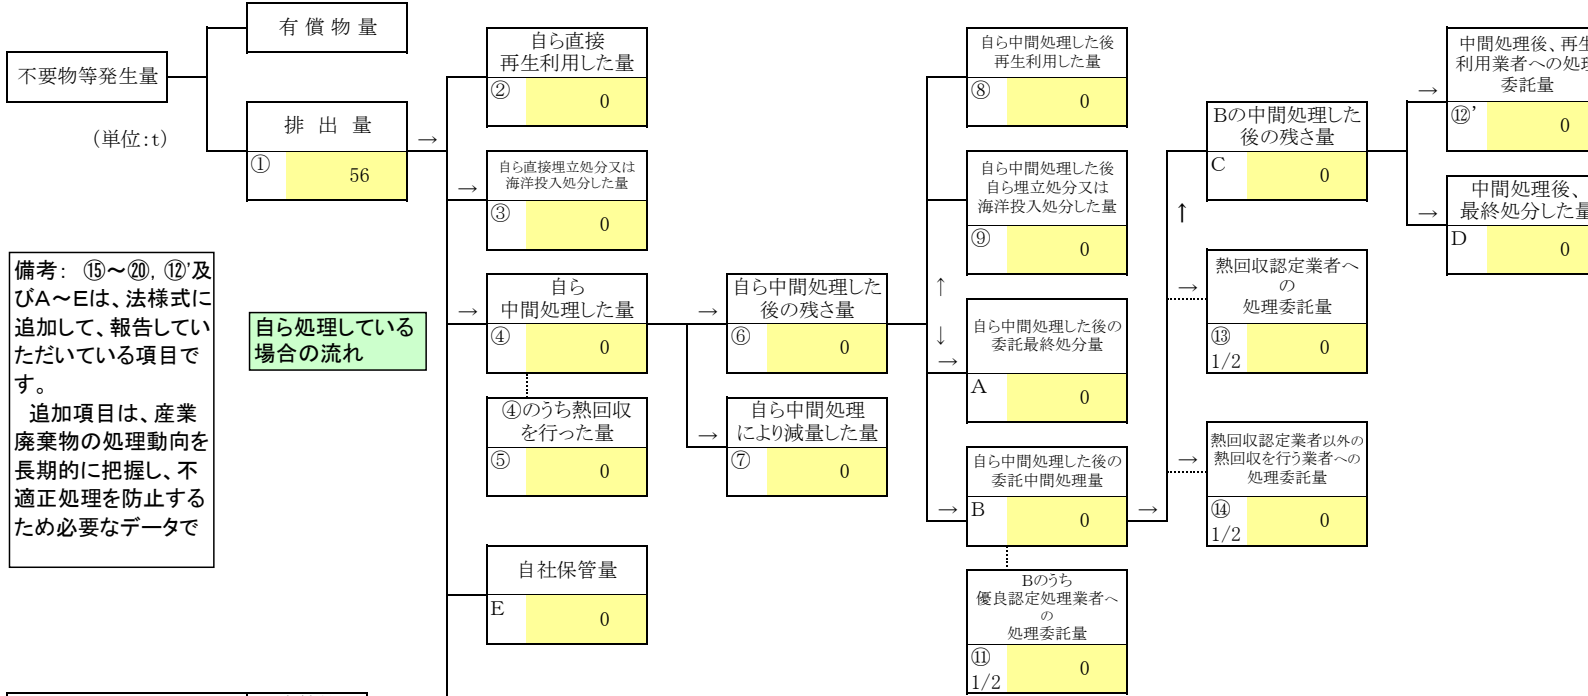 有 償 物 量
不要物等発生量
(単位:t)
排 出 量
①
56
→
備考: ⑮～⑳, ⑫'及
びA～Eは、法様式に
追加して、報告してい
ただいている項目で
す。
追加項目は、産業
廃棄物の処理動向を
長期的に把握し、不
適正処理を防止する
ため必要なデータで
自ら処理している
場合の流れ
自ら直接
再生利用した量
②
0
→
自ら直接埋立処分又は
海洋投入処分した量
③
0
→
自ら
中間処理した量
④
0
④のうち熱回収
を行った量
⑤
0
自社保管量
E
0
→
自ら中間処理した
後の残さ量
⑥
0
→
自ら中間処理
により減量した量
⑦
0
自ら中間処理した後
再生利用した量
⑧
0
自ら中間処理した後
自ら埋立処分又は
海洋投入処分した量
⑨
0
↑
↓
→
自ら中間処理した後の
委託最終処分量
A
0
→
自ら中間処理した後の
委託中間処理量
B
0
→
Bのうち
優良認定処理業者へ
の
処理委託量
⑪
1/2
0
Bの中間処理した
後の残さ量
C
0
↑
→
熱回収認定業者へ
の
処理委託量
⑬
1/2
0
→
熱回収認定業者以外の
熱回収を行う業者への
処理委託量
⑭
1/2
0
→
中間処理後、再生
利用業者への処理
委託量
⑫'
0
→
中間処理後、
最終処分した量
D
0